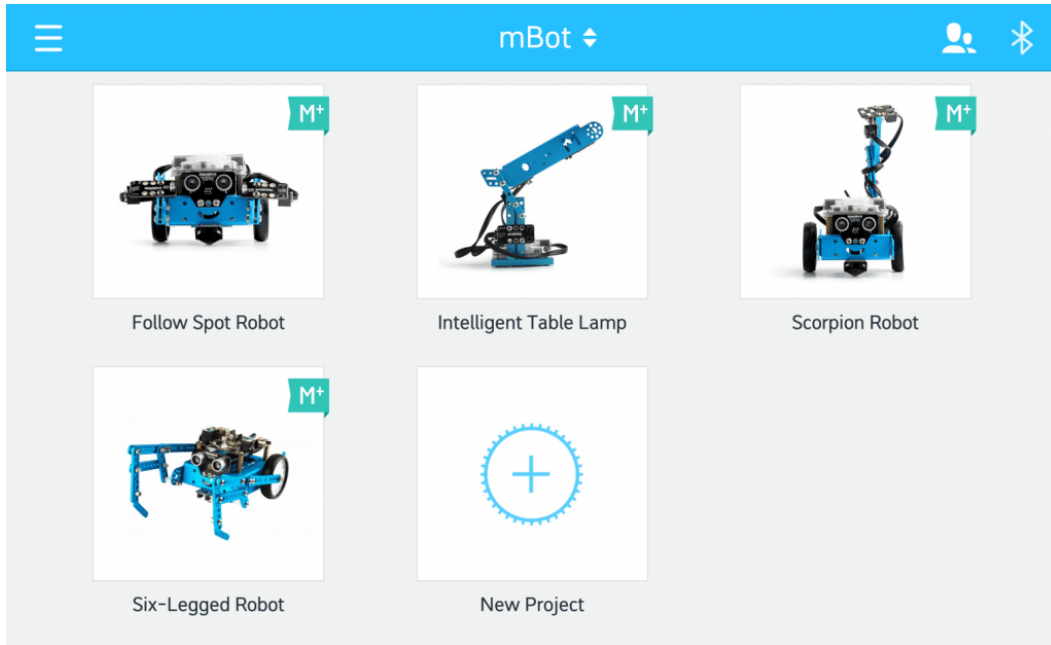 mBot
M+
M+
M+
Follow Spot Robot
Intelligent Table Lamp
Scorpion Robot
M+
Six-Legged Robot
New Project